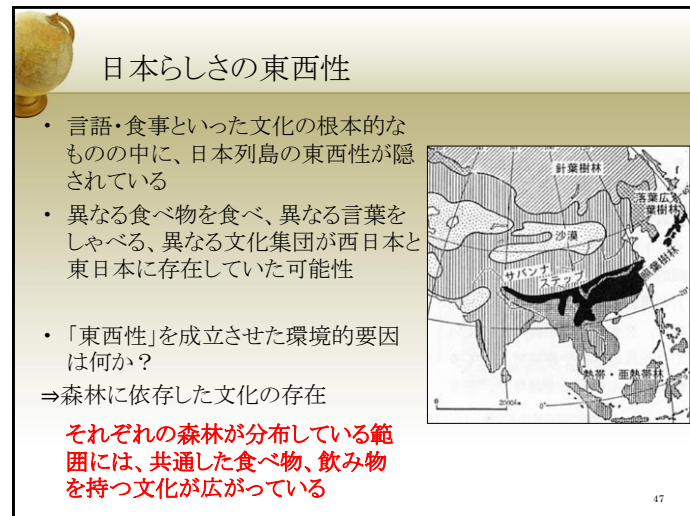 日本らしさの東西性
・ 言語・食事といった文化の根本的な
ものの中に、日本列島の東西性が隠
されている
・ 異なる食べ物を食べ、異なる言葉を
しゃべる、異なる文化集団が西日本と
東日本に存在していた可能性
・ 「東西性」を成立させた環境的要因
は何か？
⇒森林に依存した文化の存在
それぞれの森林が分布している範
囲には、共通した食べ物、飲み物
を持つ文化が広がっている
針葉樹林
落葉広
葉樹林
沙漠
照葉樹林
サバンナ
ステップ
熱帯・亜熱帯林
47